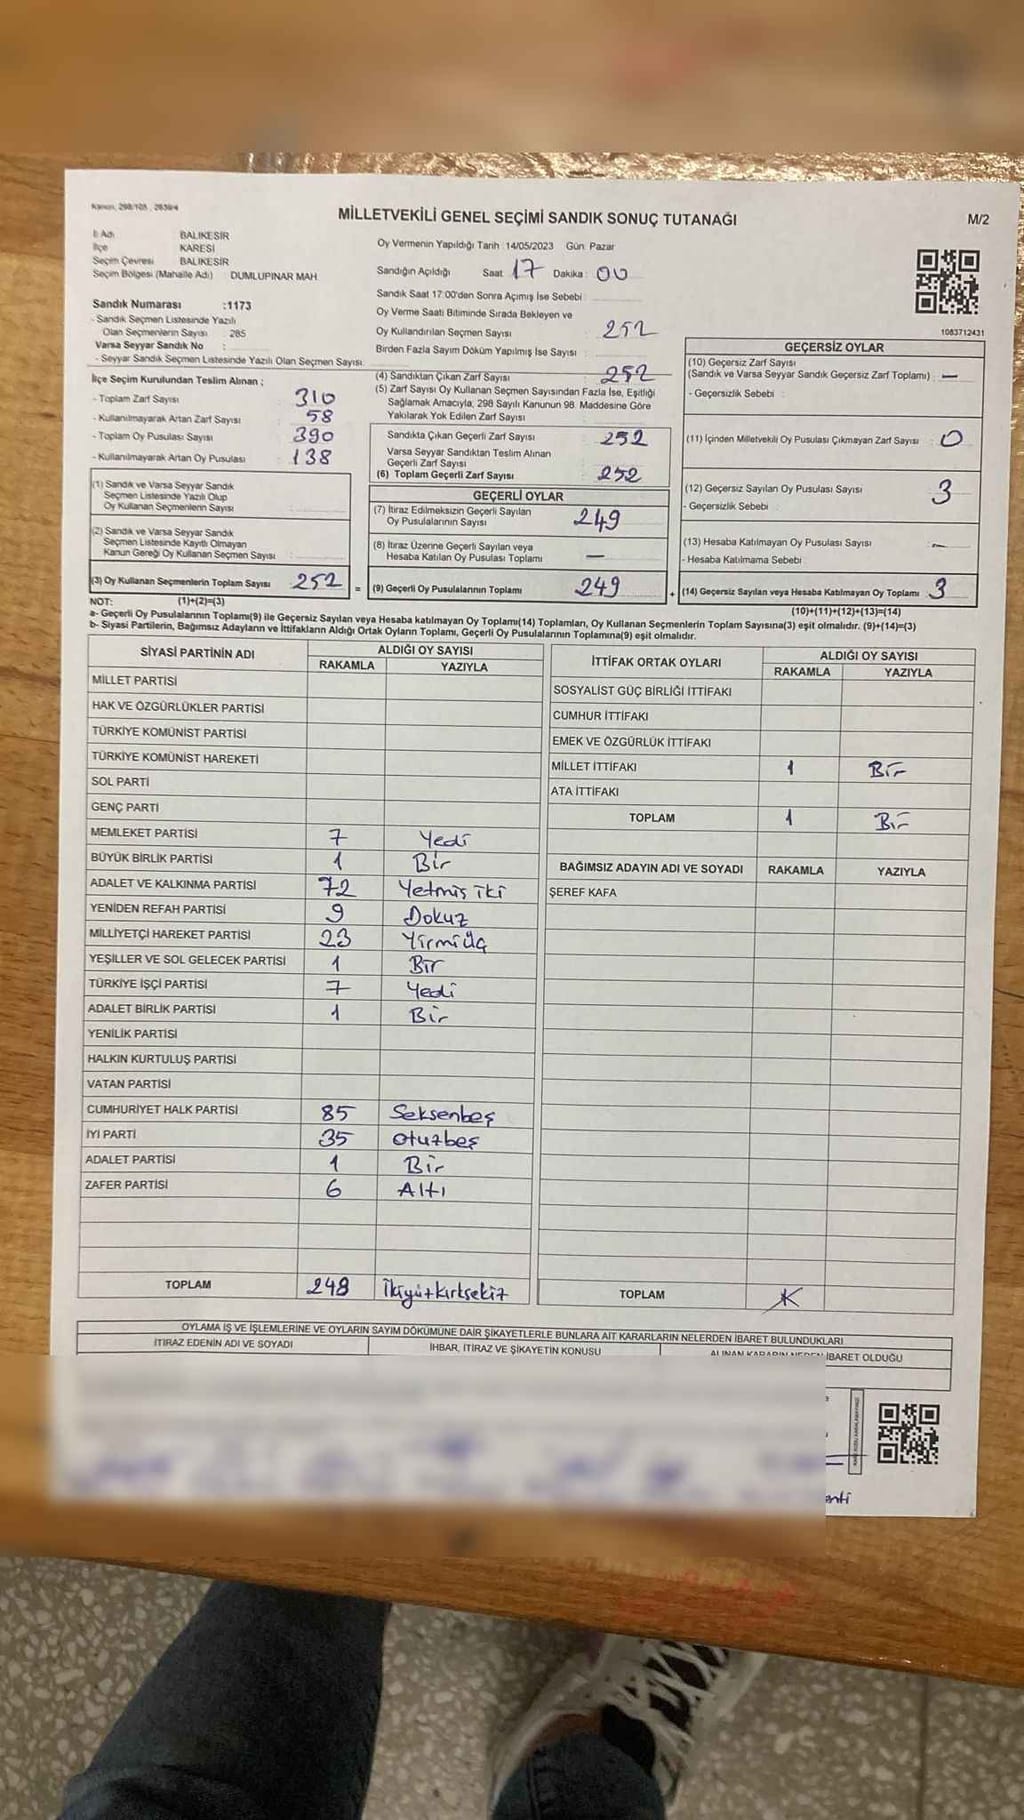 Kanun, 298/105, 2839/4
MİLLETVEKİLİ GENEL SEÇİMİ SANDIK SONUÇ TUTANAĞI
M/2
İl Adı BALIKESİR
İlçe KARESİ
Seçim Çevresi BALIKESİR
Seçim Bölgesi (Mahalle Adı) DUMLUPINAR MAH.
Oy Vermenin Yapıldığı Tarih :14/05/2023 Gün: Pazar
Sandığın Açıldığı Saat: 17 Dakika: 00
Sandık Saat 17:00'den Sonra Açımış İse Sebebi :
Oy Verme Saati Bitiminde Sırada Bekleyen ve
Oy Kullandırılan Seçmen Sayısı 252
Birden Fazla Sayım Döküm Yapılmış İse Sayısı :
1083712431
Sandık Numarası :1173
- Sandık Seçmen Listesinde Yazılı
Olan Seçmenlerin Sayısı : 285
Varsa Seyyar Sandık No :
- Seyyar Sandık Seçmen Listesinde Yazılı Olan Seçmen Sayısı:
İlçe Seçim Kurulundan Teslim Alınan ;
- Toplam Zarf Sayısı : 310
- Kullanılmayarak Artan Zarf Sayısı : 58
- Toplam Oy Pusulası Sayısı : 390
- Kullanılmayarak Artan Oy Pusulası : 138
(4) Sandıktan Çıkan Zarf Sayısı : 252
(5) Zarf Sayısı Oy Kullanan Seçmen Sayısından Fazla İse, Eşitliği
Sağlamak Amacıyla, 298 Sayılı Kanunun 98. Maddesine Göre
Yakılarak Yok Edilen Zarf Sayısı :
Sandıkta Çıkan Geçerli Zarf Sayısı : 252
Varsa Seyyar Sandıktan Teslim Alınan
Geçerli Zarf Sayısı
(6) Toplam Geçerli Zarf Sayısı : 252
GEÇERSİZ OYLAR
(10) Geçersiz Zarf Sayısı
(Sandık ve Varsa Seyyar Sandık Geçersiz Zarf Toplamı) : —
- Geçersizlik Sebebi :
(11) İçinden Milletvekili Oy Pusulası Çıkmayan Zarf Sayısı : 0
(12) Geçersiz Sayılan Oy Pusulası Sayısı : 3
- Geçersizlik Sebebi :
(13) Hesaba Katılmayan Oy Pusulası Sayısı : —
- Hesaba Katılmama Sebebi :
(14) Geçersiz Sayılan veya Hesaba Katılmayan Oy Toplamı : 3
(10)+(11)+(12)+(13)=(14)
(1) Sandık ve Varsa Seyyar Sandık
Seçmen Listesinde Yazılı Olup
Oy Kullanan Seçmenlerin Sayısı :
(2) Sandık ve Varsa Seyyar Sandık
Seçmen Listesinde Kayıtlı Olmayan
Kanun Gereği Oy Kullanan Seçmen Sayısı :
(3) Oy Kullanan Seçmenlerin Toplam Sayısı : 252 =
(1)+(2)=(3)
GEÇERLİ OYLAR
(7) İtiraz Edilmeksizin Geçerli Sayılan
Oy Pusulalarının Sayısı : 249
(8) İtiraz Üzerine Geçerli Sayılan veya
Hesaba Katılan Oy Pusulası Toplamı : —
(9) Geçerli Oy Pusulalarının Toplamı : 249 +
NOT:
a- Geçerli Oy Pusulalarının Toplamı(9) ile Geçersiz Sayılan veya Hesaba katılmayan Oy Toplamı(14) Toplamları, Oy Kullanan Seçmenlerin Toplam Sayısına(3) eşit olmalıdır. (9)+(14)=(3)
b- Siyasi Partilerin, Bağımsız Adayların ve İttifakların Aldığı Ortak Oyların Toplamı, Geçerli Oy Pusulalarının Toplamına(9) eşit olmalıdır.
SİYASİ PARTİNİN ADI ALDIĞI OY SAYISI
RAKAMLA YAZIYLA
MİLLET PARTİSİ
HAK VE ÖZGÜRLÜKLER PARTİSİ
TÜRKİYE KOMÜNİST PARTİSİ
TÜRKİYE KOMÜNİST HAREKETİ
SOL PARTİ
GENÇ PARTİ
MEMLEKET PARTİSİ 7 Yedi
BÜYÜK BİRLİK PARTİSİ 1 Bir
ADALET VE KALKINMA PARTİSİ 72 Yetmiş iki
YENİDEN REFAH PARTİSİ 9 Dokuz
MİLLİYETÇİ HAREKET PARTİSİ 23 Yirmiüç
YEŞİLLER VE SOL GELECEK PARTİSİ 1 Bir
TÜRKİYE İŞÇİ PARTİSİ 7 Yedi
ADALET BİRLİK PARTİSİ 1 Bir
YENİLİK PARTİSİ
HALKIN KURTULUŞ PARTİSİ
VATAN PARTİSİ
CUMHURİYET HALK PARTİSİ 85 Seksenbeş
İYİ PARTİ 35 otuzbeş
ADALET PARTİSİ 1 Bir
ZAFER PARTİSİ 6 Altı
TOPLAM 248 İkiyüzkırksekiz
İTTİFAK ORTAK OYLARI ALDIĞI OY SAYISI
RAKAMLA YAZIYLA
SOSYALİST GÜÇ BİRLİĞİ İTTİFAKI
CUMHUR İTTİFAKI
EMEK VE ÖZGÜRLÜK İTTİFAKI
MİLLET İTTİFAKI 1 Bir
ATA İTTİFAKI
TOPLAM 1 Bir
BAĞIMSIZ ADAYIN ADI VE SOYADI RAKAMLA YAZIYLA
ŞEREF KAFA
TOPLAM
OYLAMA İŞ VE İŞLEMLERİNE VE OYLARIN SAYIM DÖKÜMÜNE DAİR ŞİKAYETLERLE BUNLARA AİT KARARLARIN NELERDEN İBARET BULUNDUKLARI
İTİRAZ EDENİN ADI VE SOYADI İHBAR, İTİRAZ VE ŞİKAYETİN KONUSU ALINAN KARARIN NEDEN İBARET OLDUĞU